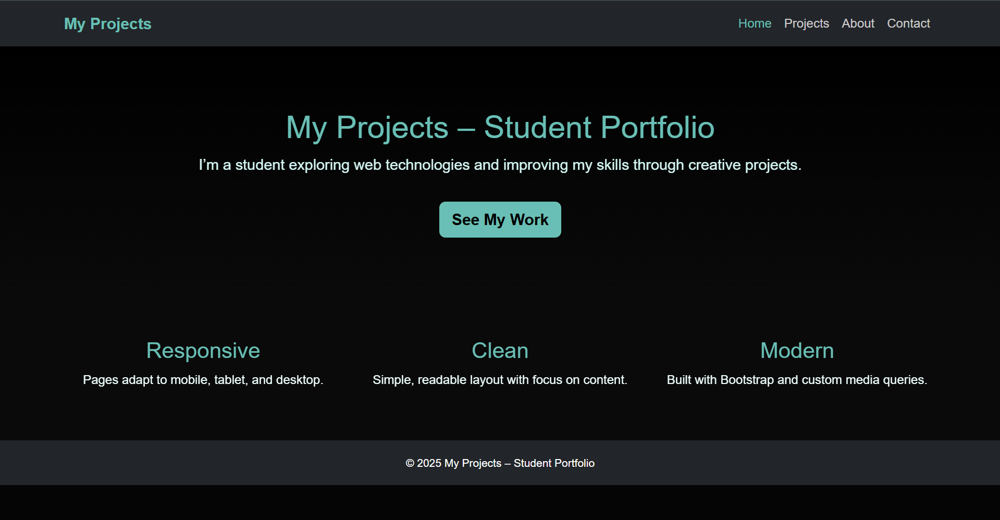 My Projects
Home Projects About Contact
My Projects – Student Portfolio
I’m a student exploring web technologies and improving my skills through creative projects.
See My Work
Responsive
Pages adapt to mobile, tablet, and desktop.
Clean
Simple, readable layout with focus on content.
Modern
Built with Bootstrap and custom media queries.
© 2025 My Projects – Student Portfolio